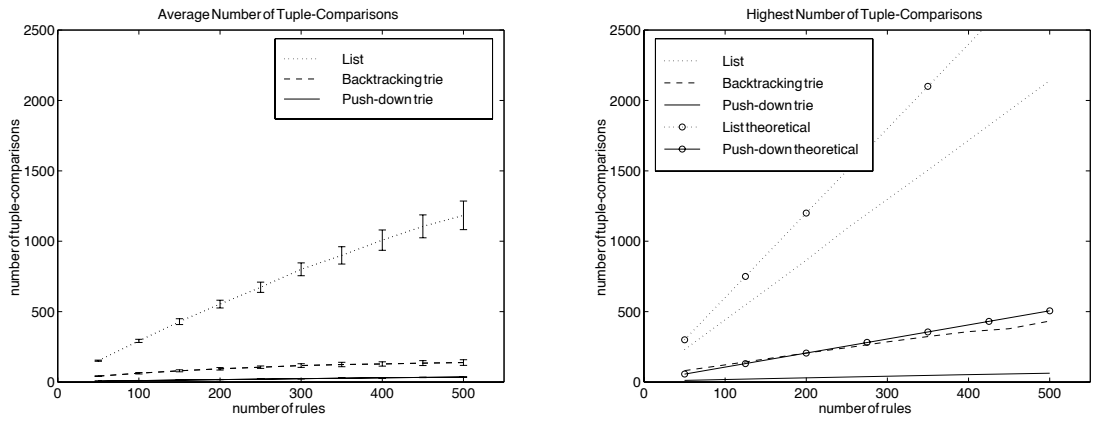 Average Number of Tuple-Comparisons
2500
2000
1500
1000
500
0
0
100
200
300
400
500
number of tuple-comparisons
number of rules
List
Backtracking trie
Push-down trie
Highest Number of Tuple-Comparisons
2500
2000
1500
1000
500
0
0
100
200
300
400
500
number of tuple-comparisons
number of rules
List
Backtracking trie
Push-down trie
List theoretical
Push-down theoretical